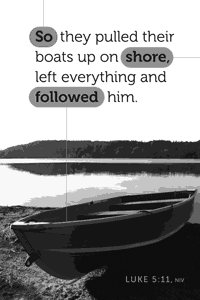 So they pulled their
boats up on shore,
left everything and
followed him.
LUKE 5:11, NIV